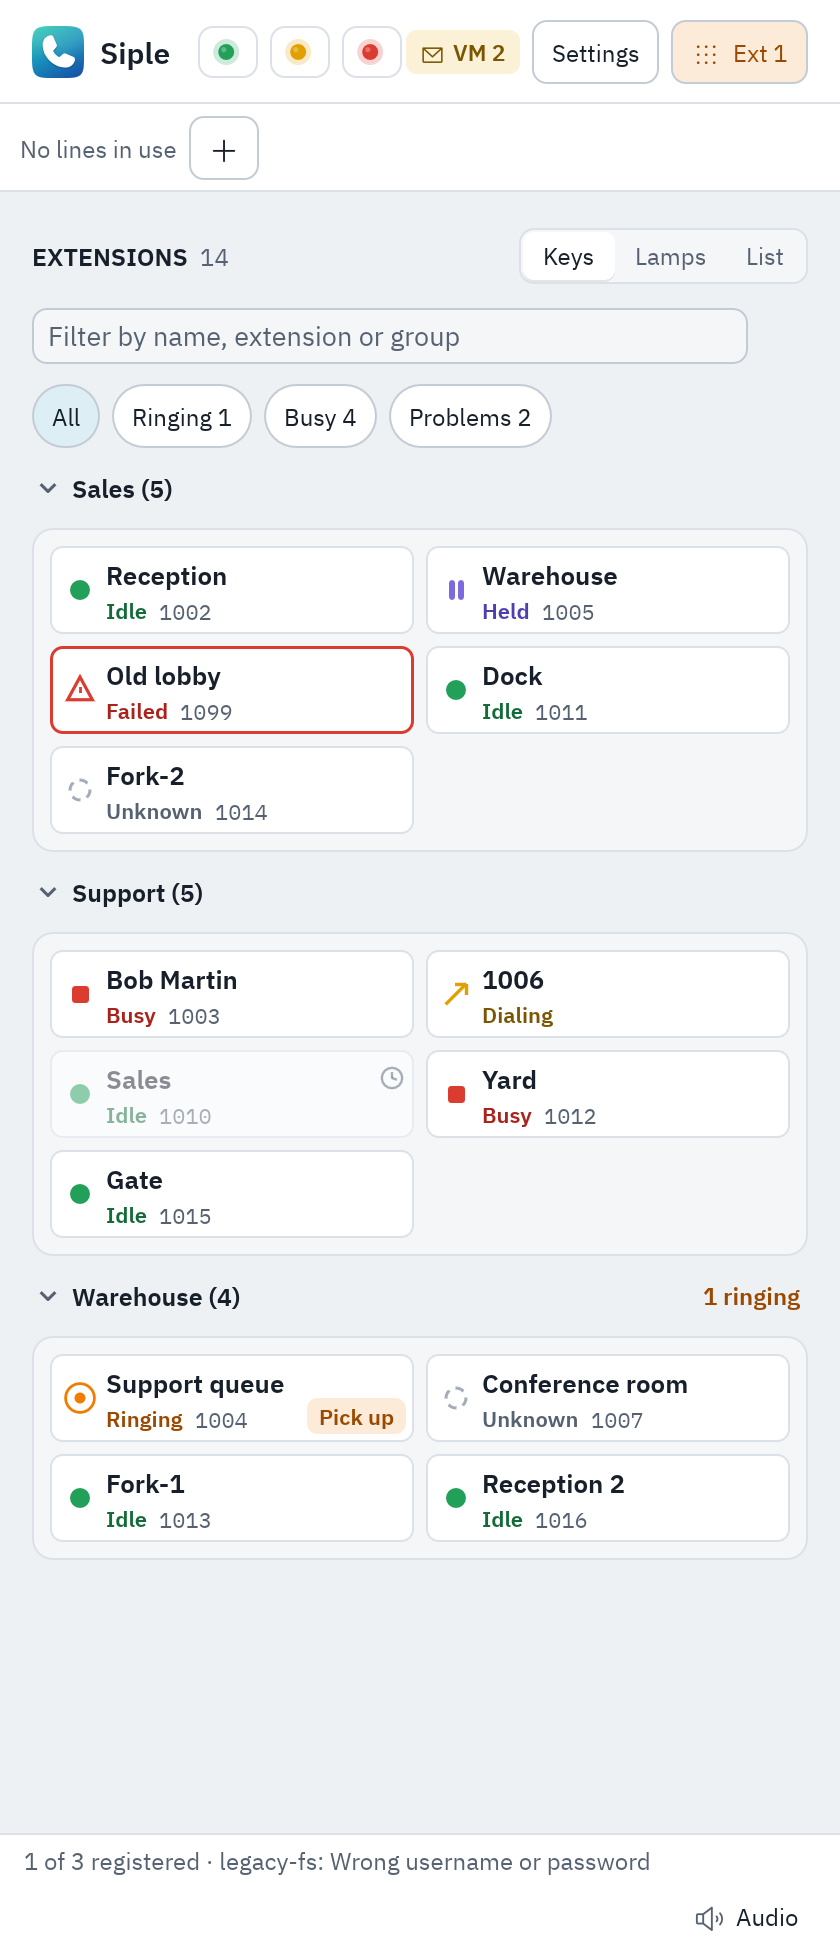 Siple
VM 2
Settings
Ext 1
No lines in use
EXTENSIONS 14
Keys
Lamps
List
Filter by name, extension or group
All
Ringing 1
Busy 4
Problems 2
Sales (5)
Reception
Idle 1002
Warehouse
Held 1005
Old lobby
Failed 1099
Dock
Idle 1011
Fork-2
Unknown 1014
Support (5)
Bob Martin
Busy 1003
1006
Dialing
Sales
Idle 1010
Yard
Busy 1012
Gate
Idle 1015
Warehouse (4)
1 ringing
Support queue
Ringing 1004
Pick up
Conference room
Unknown 1007
Fork-1
Idle 1013
Reception 2
Idle 1016
1 of 3 registered · legacy-fs: Wrong username or password
Audio